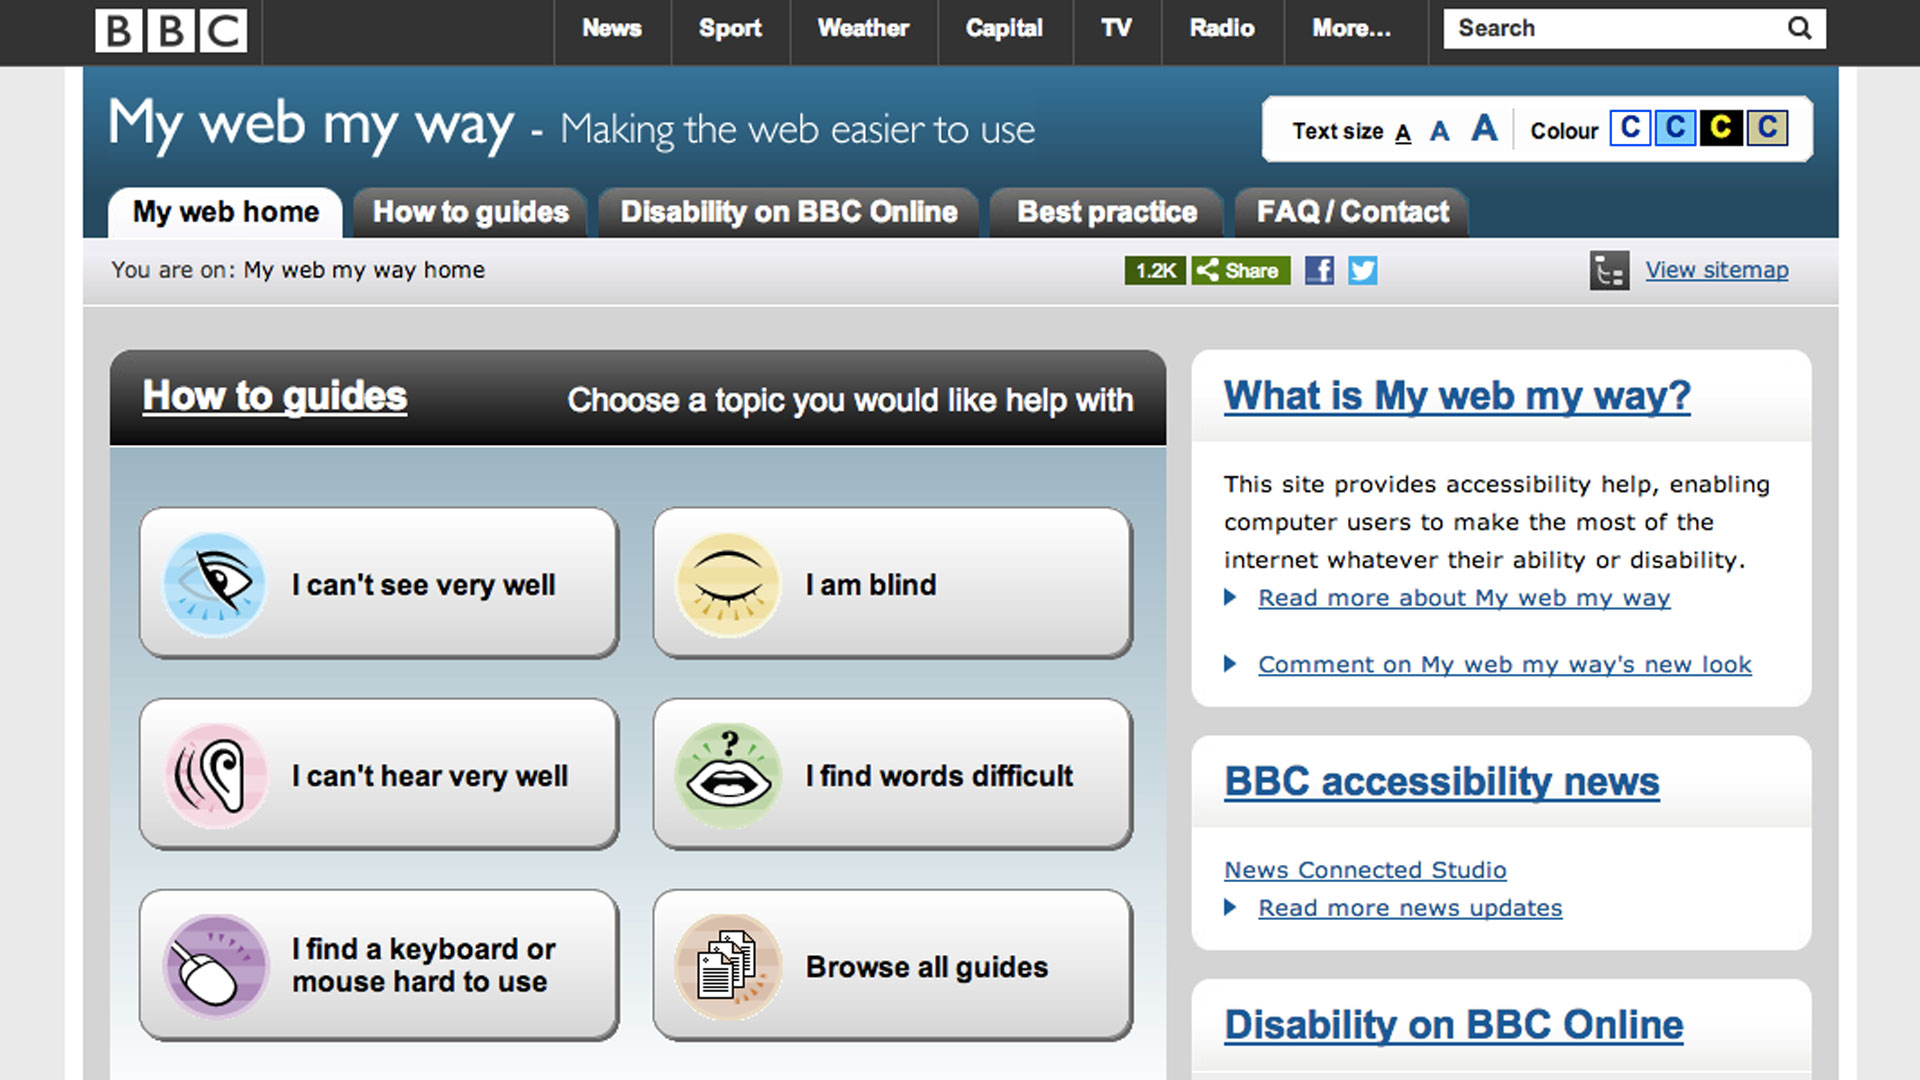 BBC
News Sport Weather Capital TV Radio More... Search
My web my way - Making the web easier to use
Text size A A A Colour C C C C
My web home How to guides Disability on BBC Online Best practice FAQ / Contact
You are on: My web my way home
1.2K Share f View sitemap
How to guides Choose a topic you would like help with
I can't see very well
I am blind
I can't hear very well
? I find words difficult
I find a keyboard or
mouse hard to use
Browse all guides
What is My web my way?
This site provides accessibility help, enabling
computer users to make the most of the
internet whatever their ability or disability.
Read more about My web my way
Comment on My web my way's new look
BBC accessibility news
News Connected Studio
Read more news updates
Disability on BBC Online